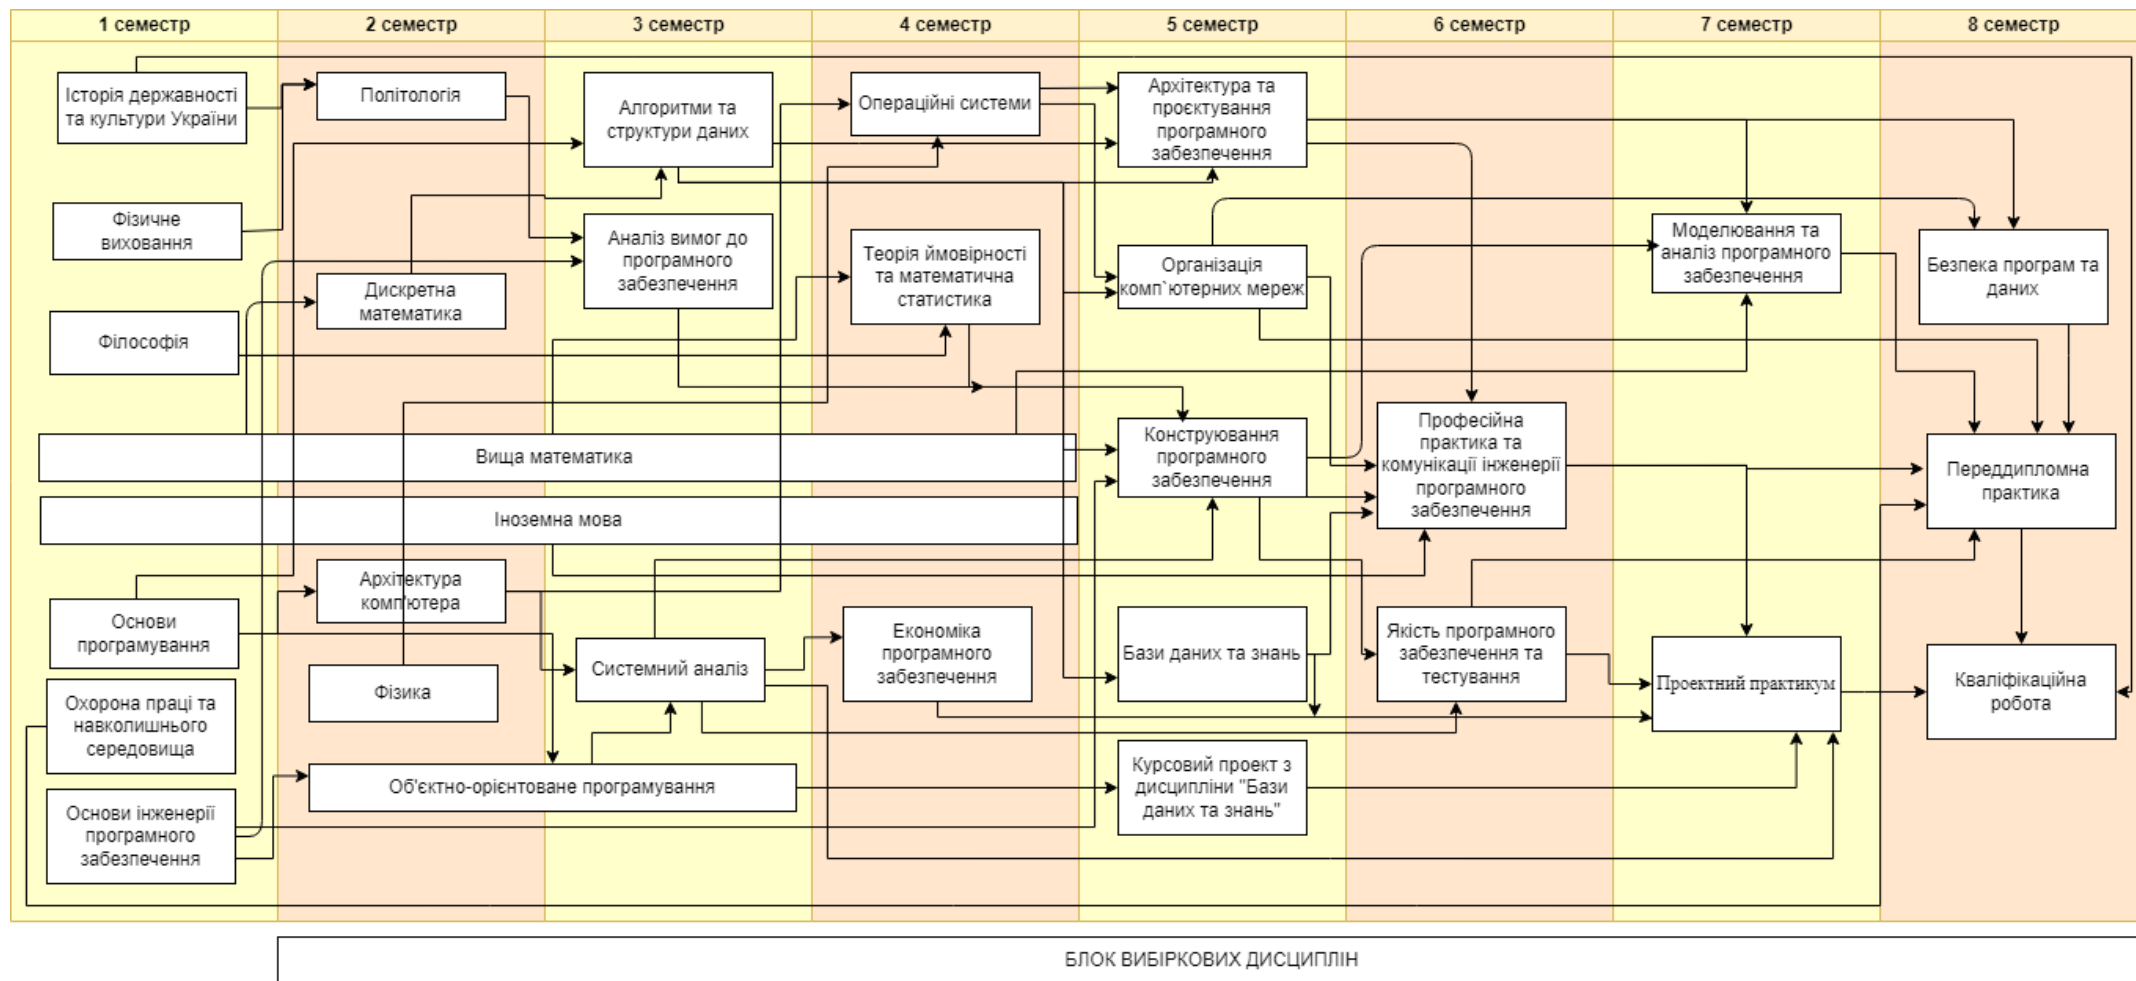 1 семестр
2 семестр
3 семестр
4 семестр
5 семестр
6 семестр
7 семестр
8 семестр
Історія державності
та культури України
Фізичне
виховання
Філософія
Вища математика
Іноземна мова
Основи
програмування
Охорона праці та
навколишнього
середовища
Основи інженерії
програмного
забезпечення
Політологія
Дискретна
математика
Архітектура
комп'ютера
Фізика
Об'єктно-орієнтоване програмування
Алгоритми та
структури даних
Аналіз вимог до
програмного
забезпечення
Системний аналіз
Операційні системи
Теорія ймовірності
та математична
статистика
Економіка
програмного
забезпечення
Архітектура та
проєктування
програмного
забезпечення
Організація
комп`ютерних мереж
Конструювання
програмного
забезпечення
Бази даних та знань
Курсовий проект з
дисципліни "Бази
даних та знань"
Професійна
практика та
комунікації інженерії
програмного
забезпечення
Якість програмного
забезпечення та
тестування
Моделювання та
аналіз програмного
забезпечення
Проектний практикум
Безпека програм та
даних
Переддипломна
практика
Кваліфікаційна
робота
БЛОК ВИБІРКОВИХ ДИСЦИПЛІН